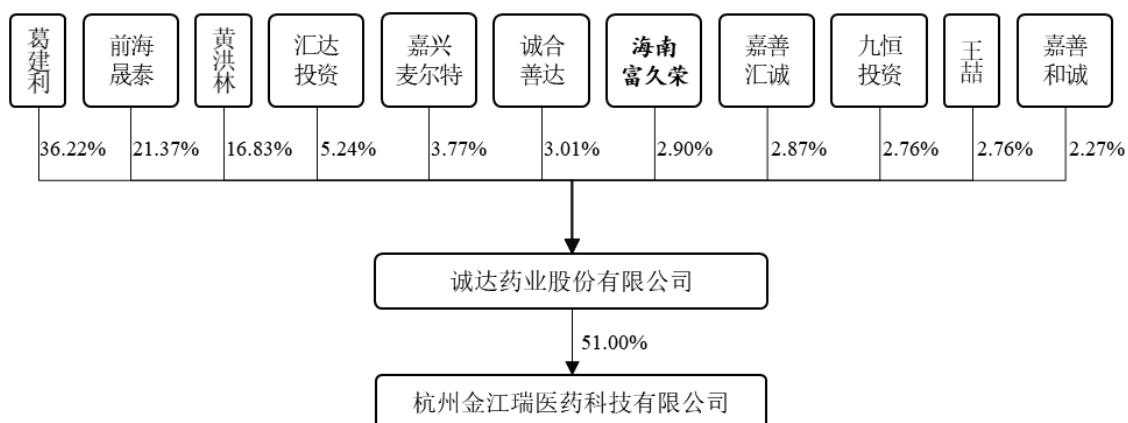 葛建利
前海
晟泰
黄洪林
汇达
投资
嘉兴
麦尔特
诚合
善达
海南
富久荣
嘉善
汇诚
九恒
投资
王喆
嘉善
和诚
36.22%
21.37%
16.83%
5.24%
3.77%
3.01%
2.90%
2.87%
2.76%
2.76%
2.27%
诚达药业股份有限公司
51.00%
杭州金江瑞医药科技有限公司